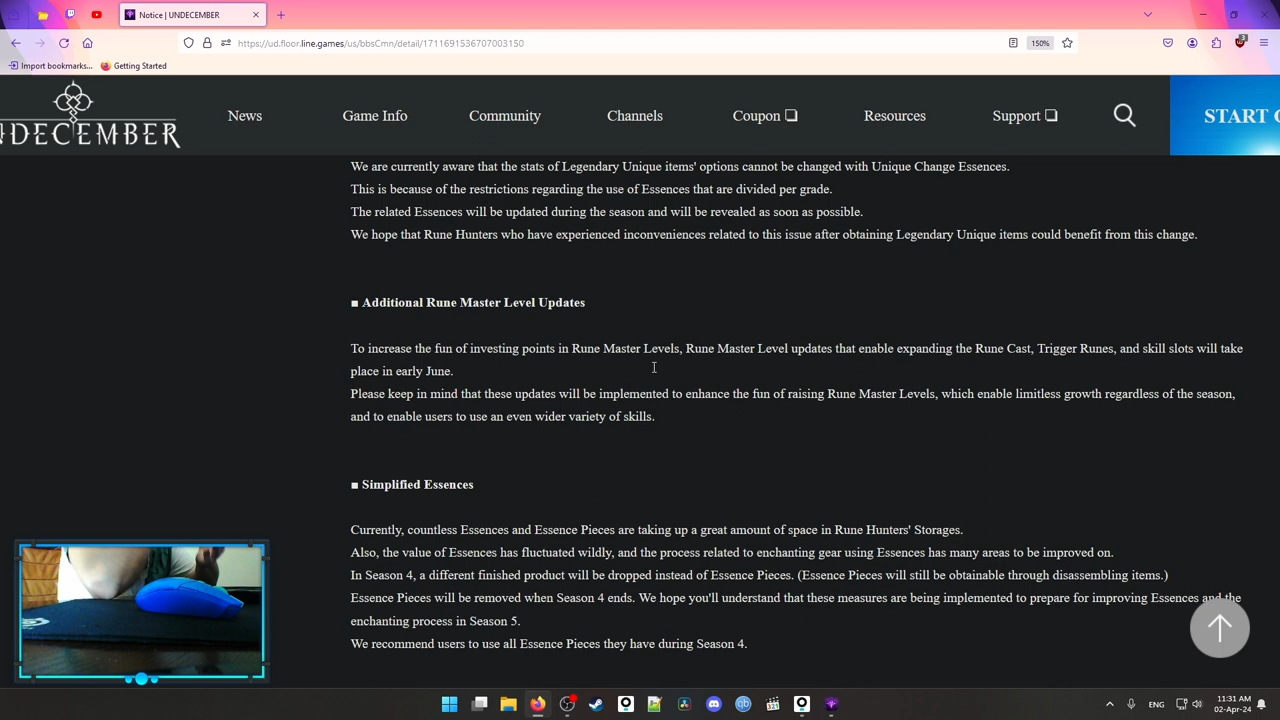 Notice | UNDECEMBER
https://ud.floor.line.games/us/bbsCmn/detail/1711691536707003150
150%
3
Import bookmarks...
Getting Started
NDECEMBER
News
Game Info
Community
Channels
Coupon
Resources
Support
START
We are currently aware that the stats of Legendary Unique items' options cannot be changed with Unique Change Essences.
This is because of the restrictions regarding the use of Essences that are divided per grade.
The related Essences will be updated during the season and will be revealed as soon as possible.
We hope that Rune Hunters who have experienced inconveniences related to this issue after obtaining Legendary Unique items could benefit from this change.
■ Additional Rune Master Level Updates
To increase the fun of investing points in Rune Master Levels, Rune Master Level updates that enable expanding the Rune Cast, Trigger Runes, and skill slots will take
place in early June.
Please keep in mind that these updates will be implemented to enhance the fun of raising Rune Master Levels, which enable limitless growth regardless of the season,
and to enable users to use an even wider variety of skills.
■ Simplified Essences
Currently, countless Essences and Essence Pieces are taking up a great amount of space in Rune Hunters' Storages.
Also, the value of Essences has fluctuated wildly, and the process related to enchanting gear using Essences has many areas to be improved on.
In Season 4, a different finished product will be dropped instead of Essence Pieces. (Essence Pieces will still be obtainable through disassembling items.)
Essence Pieces will be removed when Season 4 ends. We hope you'll understand that these measures are being implemented to prepare for improving Essences and the
enchanting process in Season 5.
We recommend users to use all Essence Pieces they have during Season 4.
ENG
11:31 AM
02-Apr-24